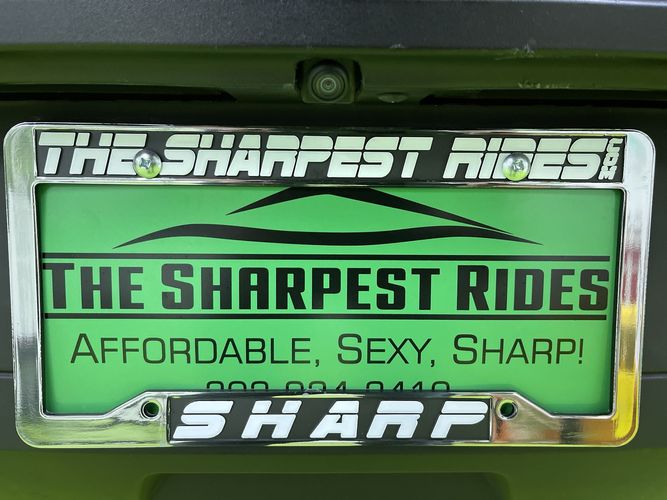 THE SHARPEST RIDES.COM
THE SHARPEST RIDES
AFFORDABLE, SEXY, SHARP!
SHARP